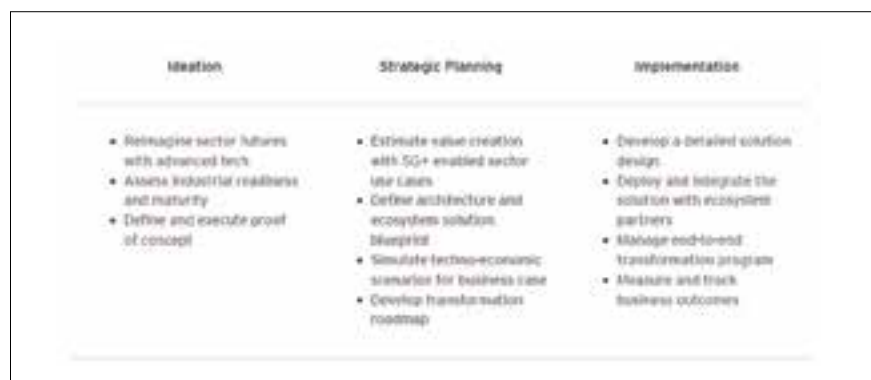 Ideation
Strategic Planning
Implementation
• Reimagine sector futures
with advanced tech
• Assess industrial readiness
and maturity
• Define and execute proof
of concept
• Estimate value creation
with 5G+ enabled sector
use cases
• Define architecture and
ecosystem solution
blueprint
• Simulate techno-economic
scenarios for business case
• Develop transformation
roadmap
• Develop a detailed solution
design
• Deploy and integrate the
solution with ecosystem
partners
• Manage end-to-end
transformation program
• Measure and track
business outcomes